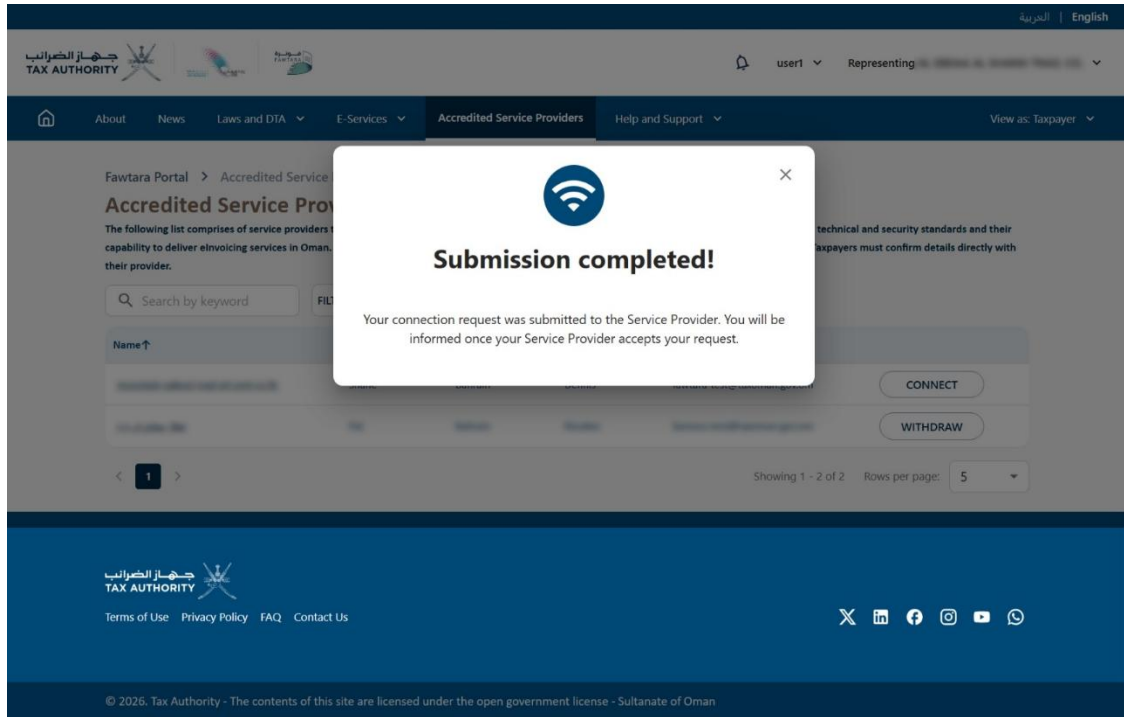 العربية | English
جهاز الضرائب
TAX AUTHORITY
user1
Representing
About News Laws and DTA E-Services Accredited Service Providers Help and Support View as: Taxpayer
Fawtara Portal > Accredited Service
Accredited Service Prov
The following list comprises of service providers t
technical and security standards and their
capability to deliver eInvoicing services in Oman.
axpayers must confirm details directly with
their provider.
Search by keyword
FILT
Submission completed!
Your connection request was submitted to the Service Provider. You will be
informed once your Service Provider accepts your request.
Name↑
CONNECT
WITHDRAW
< 1 >
Showing 1 - 2 of 2 Rows per page: 5
جهاز الضرائب
TAX AUTHORITY
Terms of Use Privacy Policy FAQ Contact Us
© 2026. Tax Authority - The contents of this site are licensed under the open government license - Sultanate of Oman